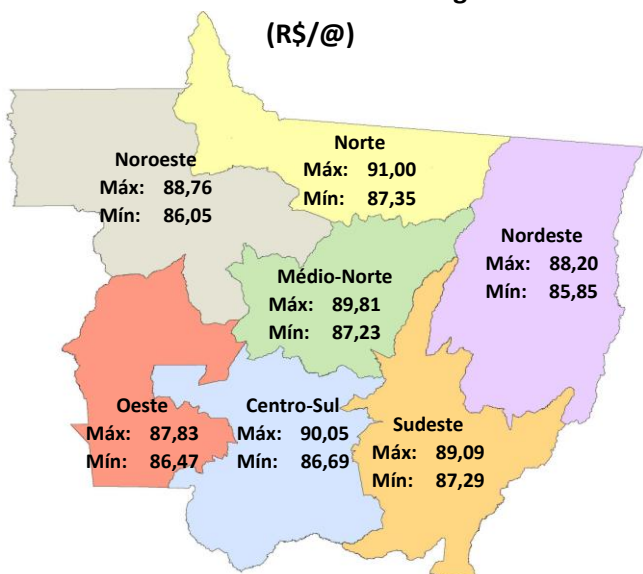 (R$/@)
Norte
Máx: 91,00
Mín: 87,35
Noroeste
Máx: 88,76
Mín: 86,05
Nordeste
Máx: 88,20
Mín: 85,85
Médio-Norte
Máx: 89,81
Mín: 87,23
Oeste
Máx: 87,83
Mín: 86,47
Centro-Sul
Máx: 90,05
Mín: 86,69
Sudeste
Máx: 89,09
Mín: 87,29